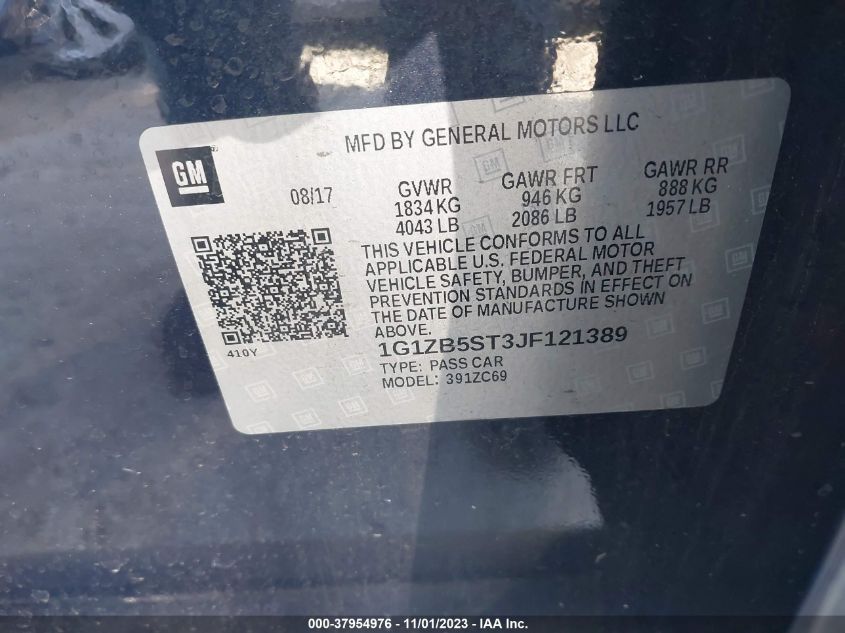 MFD BY GENERAL MOTORS LLC
GM
08/17
GVWR
1834 KG
4043 LB
GAWR FRT
946 KG
2086 LB
GAWR RR
888 KG
1957 LB
THIS VEHICLE CONFORMS TO ALL
APPLICABLE U.S. FEDERAL MOTOR
VEHICLE SAFETY, BUMPER, AND THEFT
PREVENTION STANDARDS IN EFFECT ON
THE DATE OF MANUFACTURE SHOWN
ABOVE.
410Y
1G1ZB5ST3JF121389
TYPE: PASS CAR
MODEL: 391ZC69
000-37954976 - 11/01/2023 - IAA Inc.